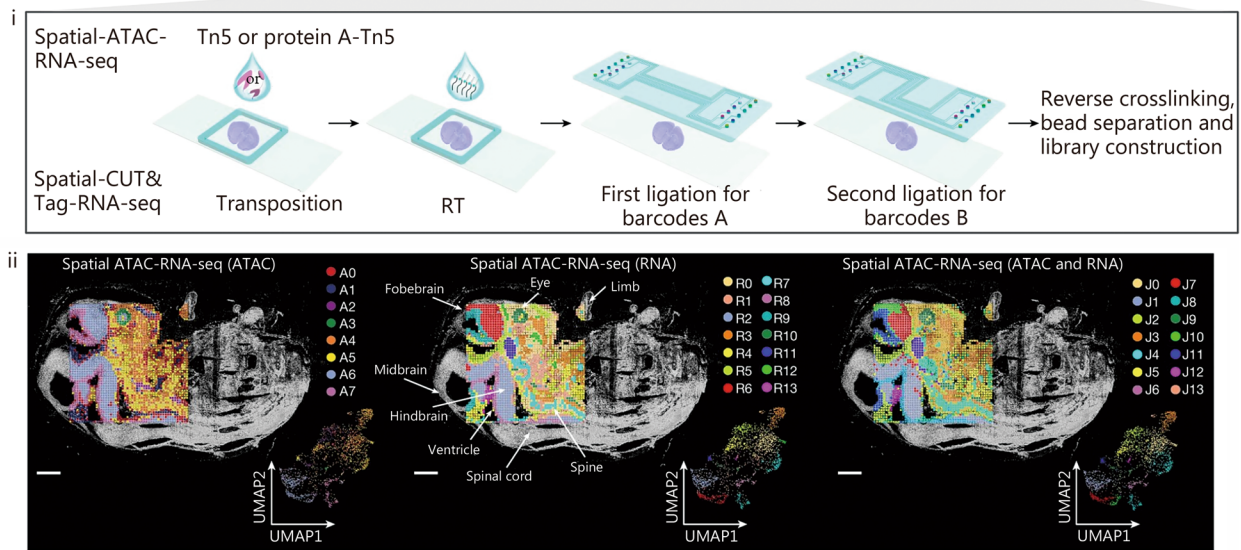 i
Spatial-ATAC-
RNA-seq
Tn5 or protein A-Tn5
or
Spatial-CUT&
Tag-RNA-seq
Transposition
RT
First ligation for
barcodes A
Second ligation for
barcodes B
Reverse crosslinking,
bead separation and
library construction
ii
Spatial ATAC-RNA-seq (ATAC)
A0
A1
A2
A3
A4
A5
A6
A7
UMAP2
UMAP1
Spatial ATAC-RNA-seq (RNA)
Fobebrain
Eye
Limb
Midbrain
Hindbrain
Ventricle
Spinal cord
Spine
R0 R7
R1 R8
R2 R9
R3 R10
R4 R11
R5 R12
R6 R13
UMAP2
UMAP1
Spatial ATAC-RNA-seq (ATAC and RNA)
J0 J7
J1 J8
J2 J9
J3 J10
J4 J11
J5 J12
J6 J13
UMAP2
UMAP1